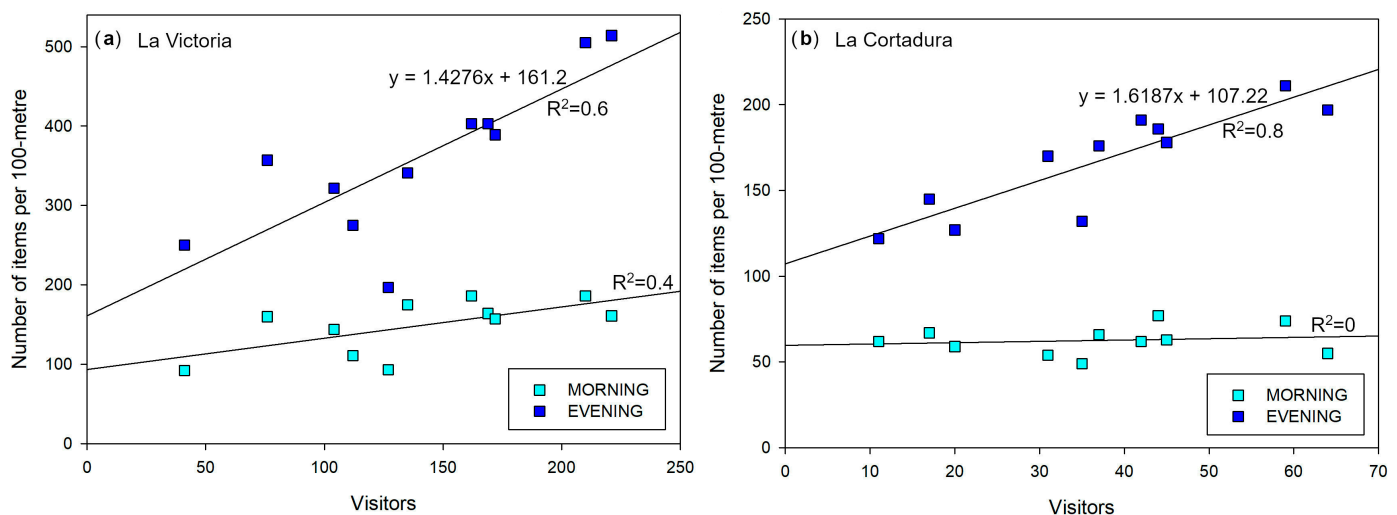 (a) La Victoria
Number of items per 100-metre
500
400
300
200
100
0
y = 1.4276x + 161.2
R²=0.6
R²=0.4
MORNING
EVENING
0 50 100 150 200 250
Visitors
(b) La Cortadura
Number of items per 100-metre
250
200
150
100
50
0
y = 1.6187x + 107.22
R²=0.8
R²=0
MORNING
EVENING
0 10 20 30 40 50 60 70
Visitors